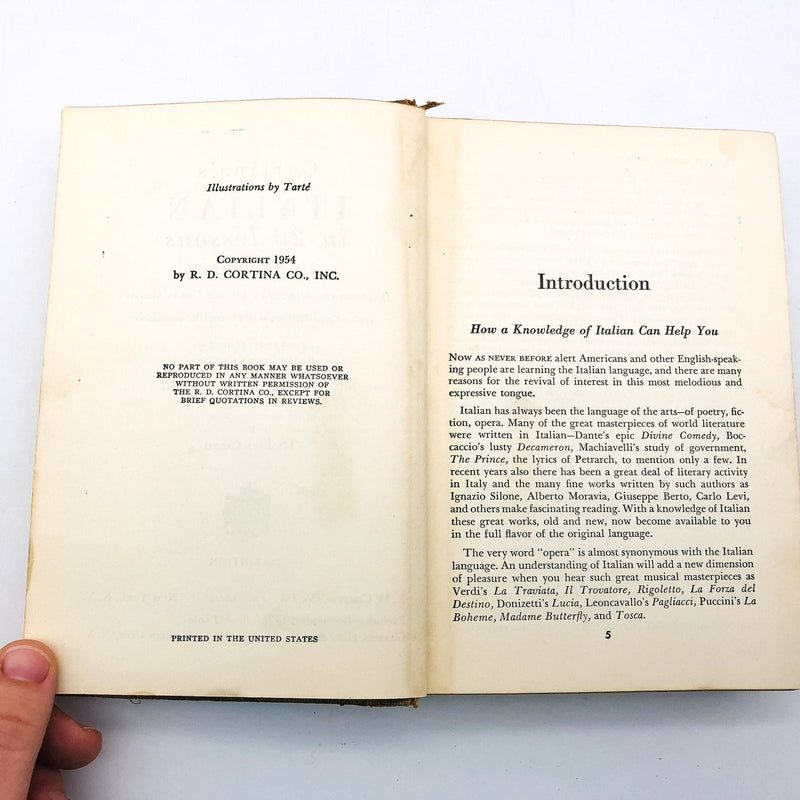 Illustrations by Tarté
COPYRIGHT 1954
by R. D. CORTINA CO., INC.
NO PART OF THIS BOOK MAY BE USED OR
REPRODUCED IN ANY MANNER WHATSOEVER
WITHOUT WRITTEN PERMISSION OF
THE R. D. CORTINA CO., EXCEPT FOR
BRIEF QUOTATIONS IN REVIEWS.
PRINTED IN THE UNITED STATES
Introduction
How a Knowledge of Italian Can Help You
NOW AS NEVER BEFORE alert Americans and other English-speak-
ing people are learning the Italian language, and there are many
reasons for the revival of interest in this most melodious and
expressive tongue.
Italian has always been the language of the arts—of poetry, fic-
tion, opera. Many of the great masterpieces of world literature
were written in Italian—Dante's epic Divine Comedy, Boc-
caccio's lusty Decameron, Machiavelli's study of government,
The Prince, the lyrics of Petrarch, to mention only a few. In
recent years also there has been a great deal of literary activity
in Italy and the many fine works written by such authors as
Ignazio Silone, Alberto Moravia, Giuseppe Berto, Carlo Levi,
and others make fascinating reading. With a knowledge of Italian
these great works, old and new, now become available to you
in the full flavor of the original language.
The very word "opera" is almost synonymous with the Italian
language. An understanding of Italian will add a new dimension
of pleasure when you hear such great musical masterpieces as
Verdi's La Traviata, Il Trovatore, Rigoletto, La Forza del
Destino, Donizetti's Lucia, Leoncavallo's Pagliacci, Puccini's La
Boheme, Madame Butterfly, and Tosca.
5